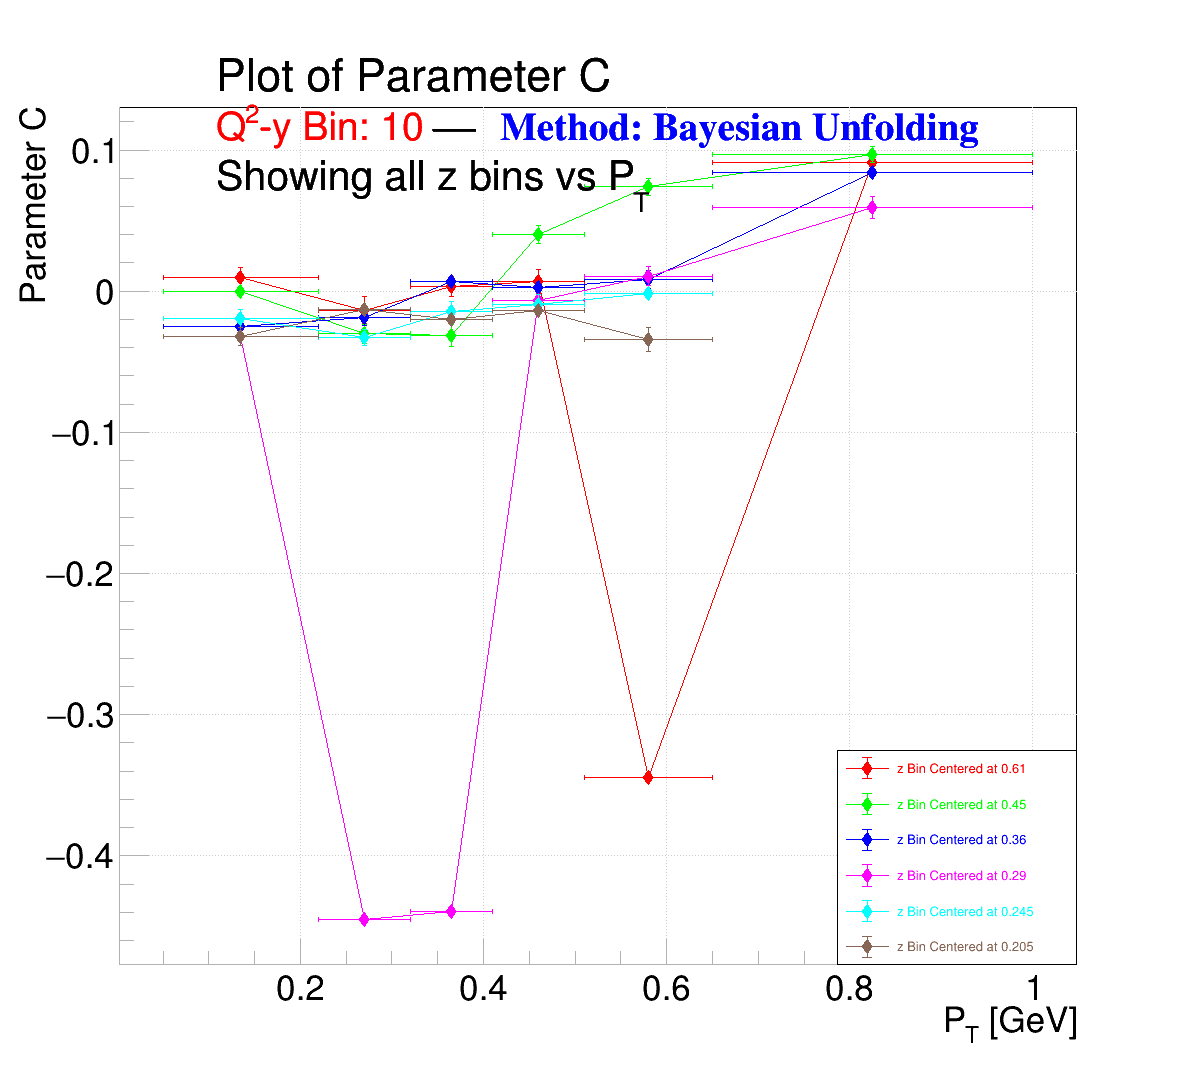 Plot of Parameter C
Q2-y Bin: 10 — Method: Bayesian Unfolding
Showing all z bins vs PT
Parameter C
0.1
0
−0.1
−0.2
−0.3
−0.4
z Bin Centered at 0.61
z Bin Centered at 0.45
z Bin Centered at 0.36
z Bin Centered at 0.29
z Bin Centered at 0.245
z Bin Centered at 0.205
0.2 0.4 0.6 0.8 1
PT [GeV]